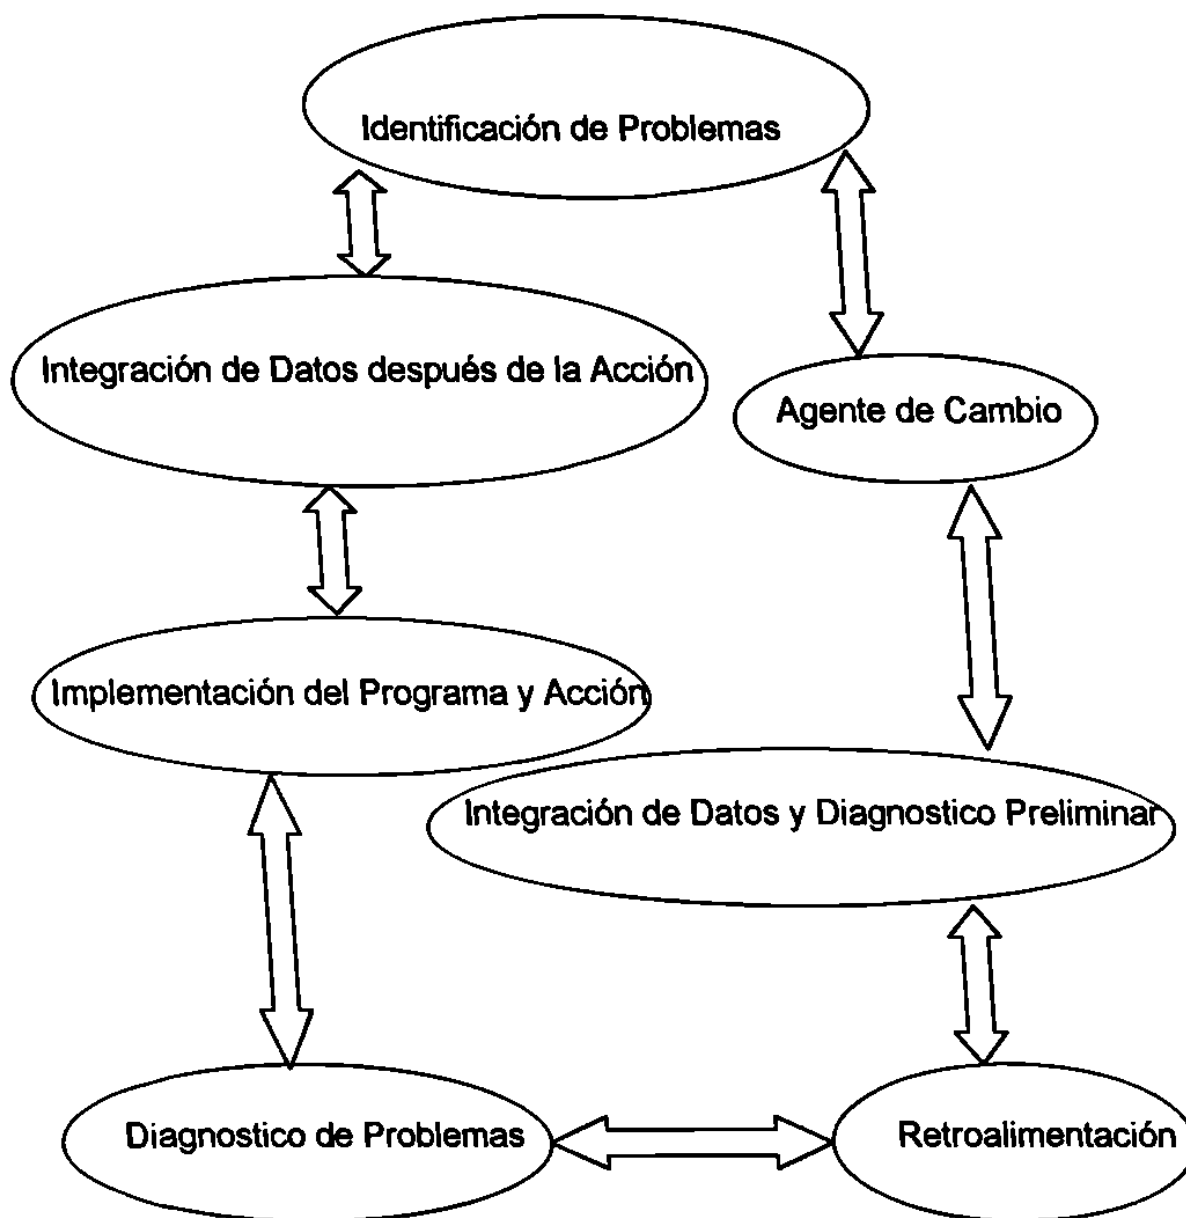 Identificación de Problemas
Integración de Datos después de la Acción
Agente de Cambio
Implementación del Programa y Acción
Integración de Datos y Diagnostico Preliminar
Diagnostico de Problemas
Retroalimentación